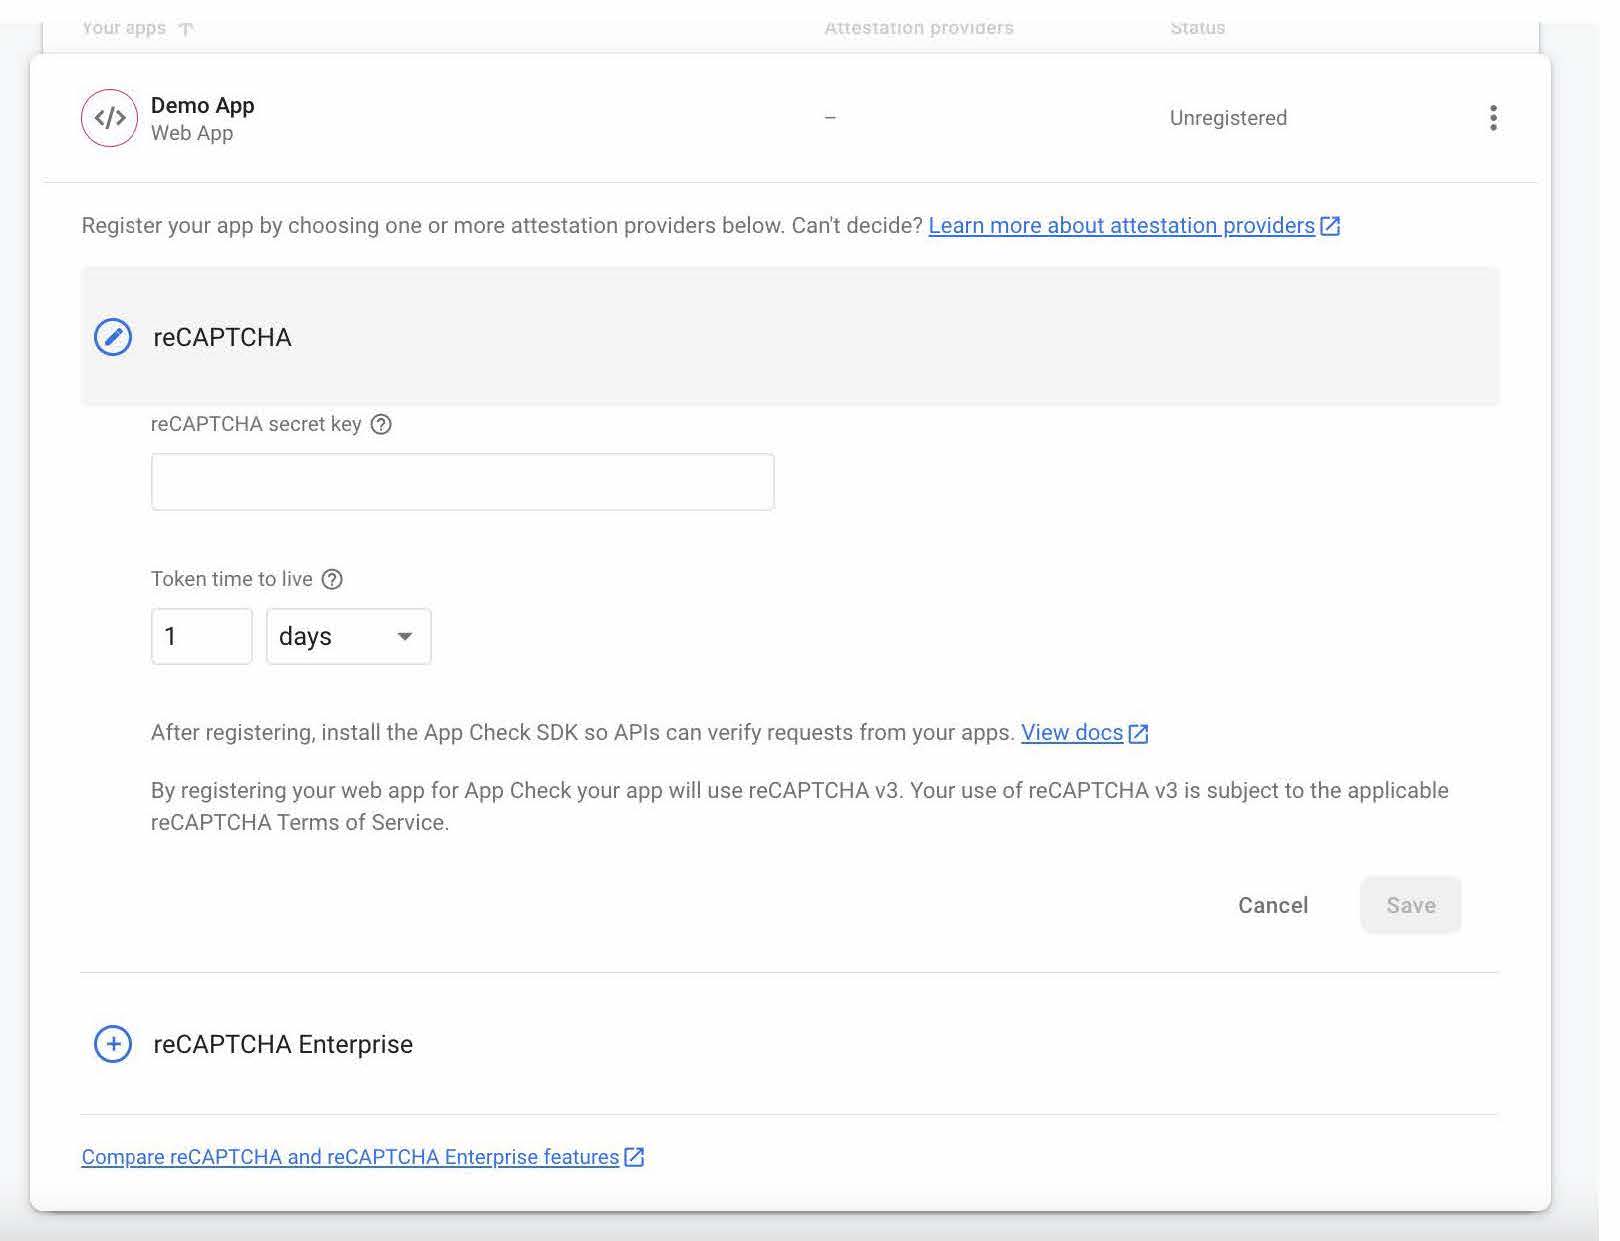 Your apps
Attestation providers
Status
Demo App
Web App
–
Unregistered
Register your app by choosing one or more attestation providers below. Can't decide? Learn more about attestation providers
reCAPTCHA
reCAPTCHA secret key
Token time to live
1
days
After registering, install the App Check SDK so APIs can verify requests from your apps. View docs
By registering your web app for App Check your app will use reCAPTCHA v3. Your use of reCAPTCHA v3 is subject to the applicable
reCAPTCHA Terms of Service.
Cancel
Save
reCAPTCHA Enterprise
Compare reCAPTCHA and reCAPTCHA Enterprise features